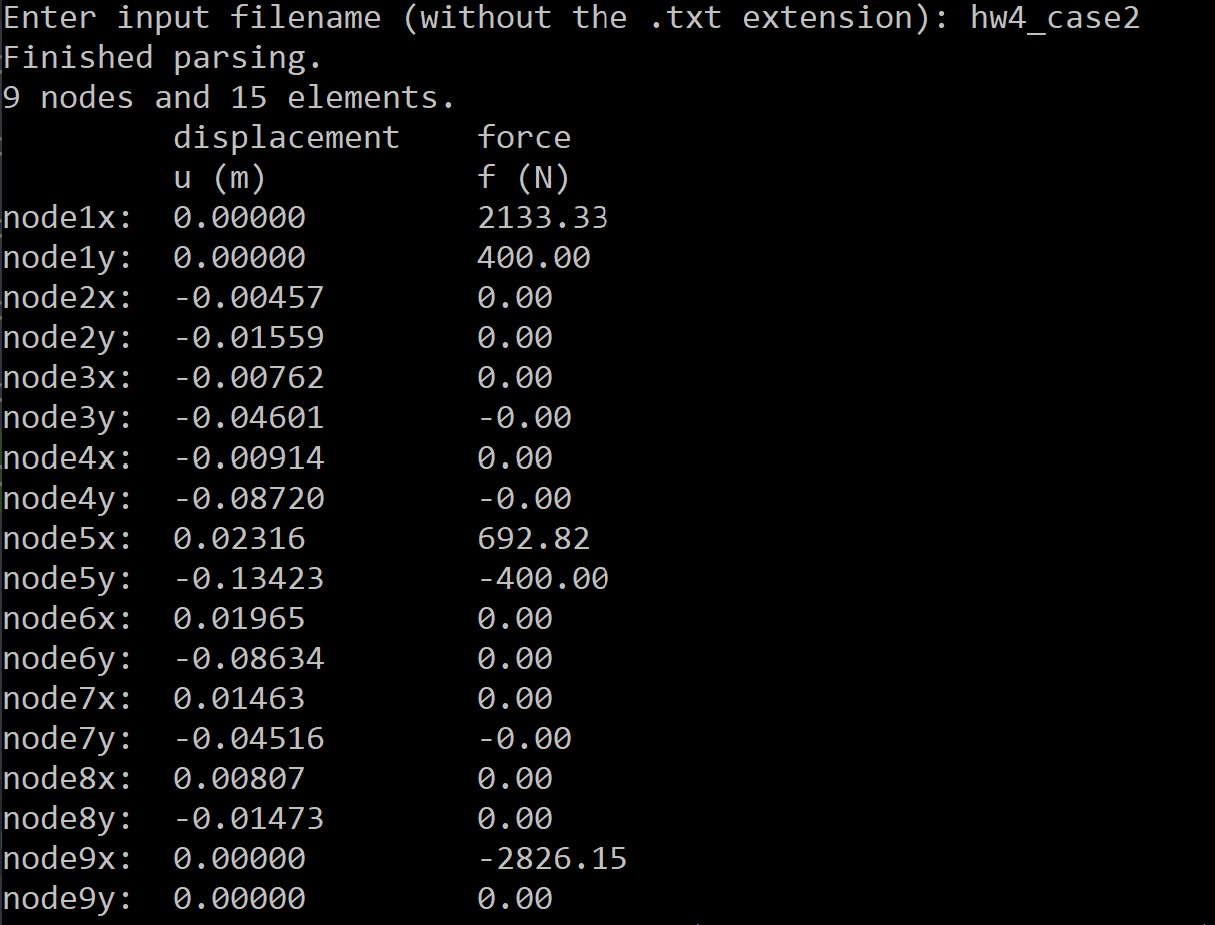 Enter input filename (without the .txt extension): hw4_case2
Finished parsing.
9 nodes and 15 elements.
displacement force
u (m) f (N)
node1x: 0.00000 2133.33
node1y: 0.00000 400.00
node2x: -0.00457 0.00
node2y: -0.01559 0.00
node3x: -0.00762 0.00
node3y: -0.04601 -0.00
node4x: -0.00914 0.00
node4y: -0.08720 -0.00
node5x: 0.02316 692.82
node5y: -0.13423 -400.00
node6x: 0.01965 0.00
node6y: -0.08634 0.00
node7x: 0.01463 0.00
node7y: -0.04516 -0.00
node8x: 0.00807 0.00
node8y: -0.01473 0.00
node9x: 0.00000 -2826.15
node9y: 0.00000 0.00